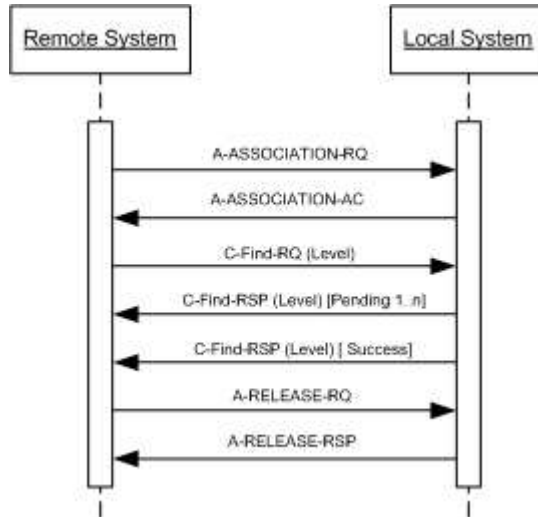 Remote System
Local System
A-ASSOCIATION-RQ
A-ASSOCIATION-AC
C-Find-RQ (Level)
C-Find-RSP (Level) [Pending 1..n]
C-Find-RSP (Level) [ Success]
A-RELEASE-RQ
A-RELEASE-RSP